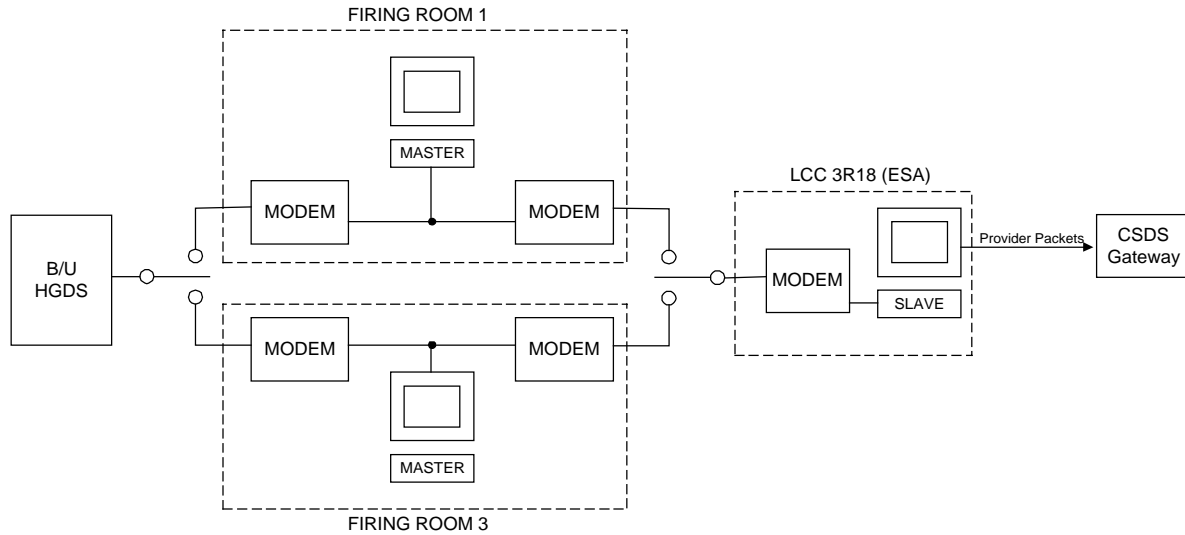 FIRING ROOM 1
MASTER
MODEM
MODEM
B/U
HGDS
LCC 3R18 (ESA)
MODEM
SLAVE
Provider Packets
CSDS
Gateway
MODEM
MODEM
MASTER
FIRING ROOM 3